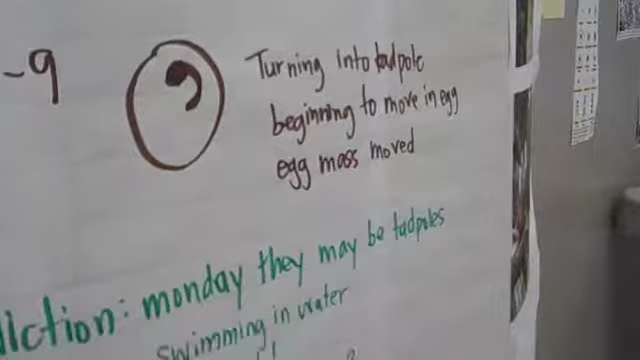 -9
Turning into tadpole
beginning to move in egg
egg mass moved
diction: monday they may be tadpoles
swimming in water